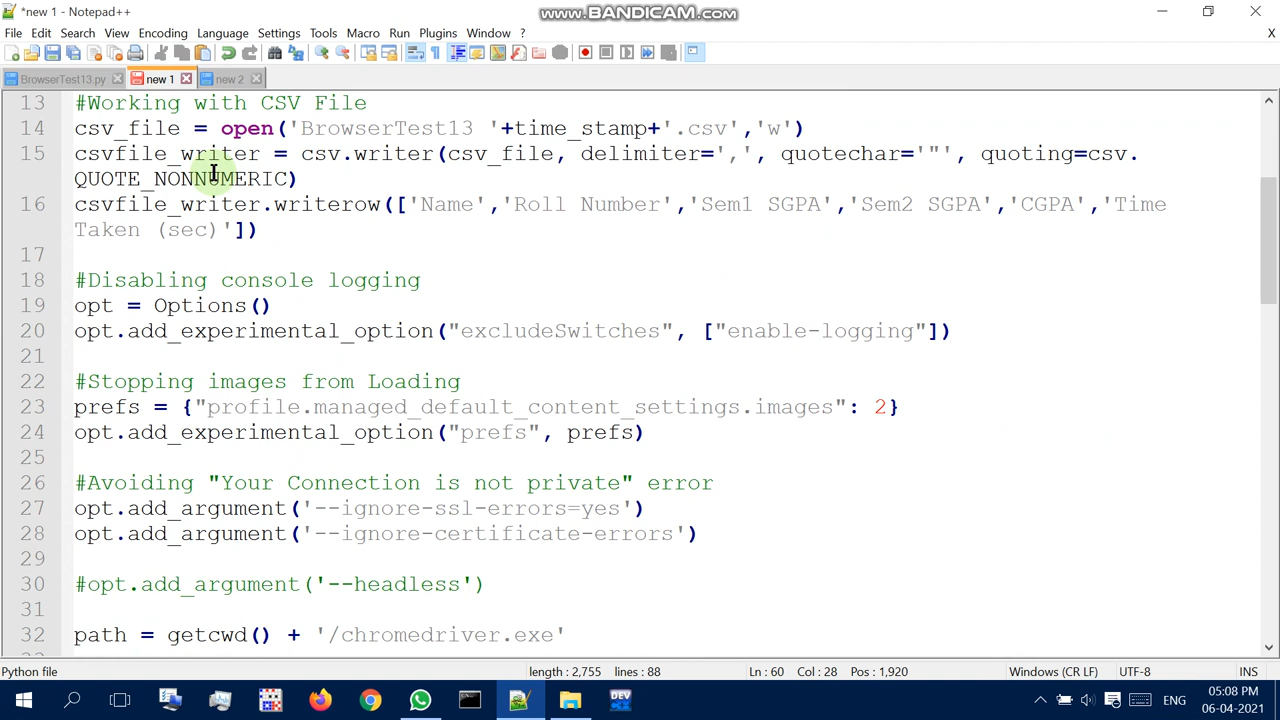 *new 1 - Notepad++
www.BANDICAM.com
File Edit Search View Encoding Language Settings Tools Macro Run Plugins Window ? X
BrowserTest13.py new 1 new 2
13 #Working with CSV File
14 csv_file = open('BrowserTest13 '+time_stamp+'.csv','w')
15 csvfile_writer = csv.writer(csv_file, delimiter=',', quotechar='"', quoting=csv.
QUOTE_NONNUMERIC)
16 csvfile_writer.writerow(['Name','Roll Number','Sem1 SGPA','Sem2 SGPA','CGPA','Time
Taken (sec)'])
17
18 #Disabling console logging
19 opt = Options()
20 opt.add_experimental_option("excludeSwitches", ["enable-logging"])
21
22 #Stopping images from Loading
23 prefs = {"profile.managed_default_content_settings.images": 2}
24 opt.add_experimental_option("prefs", prefs)
25
26 #Avoiding "Your Connection is not private" error
27 opt.add_argument('--ignore-ssl-errors=yes')
28 opt.add_argument('--ignore-certificate-errors')
29
30 #opt.add_argument('--headless')
31
32 path = getcwd() + '/chromedriver.exe'
Python file length : 2,755 lines : 88 Ln : 60 Col : 28 Pos : 1,920 Windows (CR LF) UTF-8 INS
DEV ENG 05:08 PM
06-04-2021